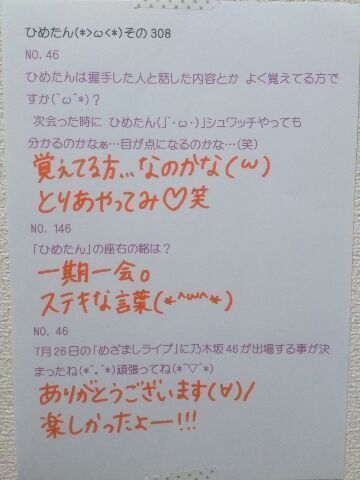 ひめたん(*>ω<*)その308
NO.46
ひめたんは握手した人と話した内容とか よく覚えてる方で
すか(^ω^*)?
次会った時に ひめたん(｣゙・ω・)｣シュワッチやっても
分かるのかなぁ…目が点になるのかな…(笑)
覚えてる方…なのかな(ω)
とりあやってみ♡笑
NO.146
「ひめたん」の座右の銘は?
一期一会。
ステキな言葉(*^ω^*)
NO.46
7月26日の「めざましライブ」に乃木坂46が出場する事が決
まったね(*^。^*)頑張ってね(*^▽^*)
ありがとうございます(∀)/
楽しかったよー!!!